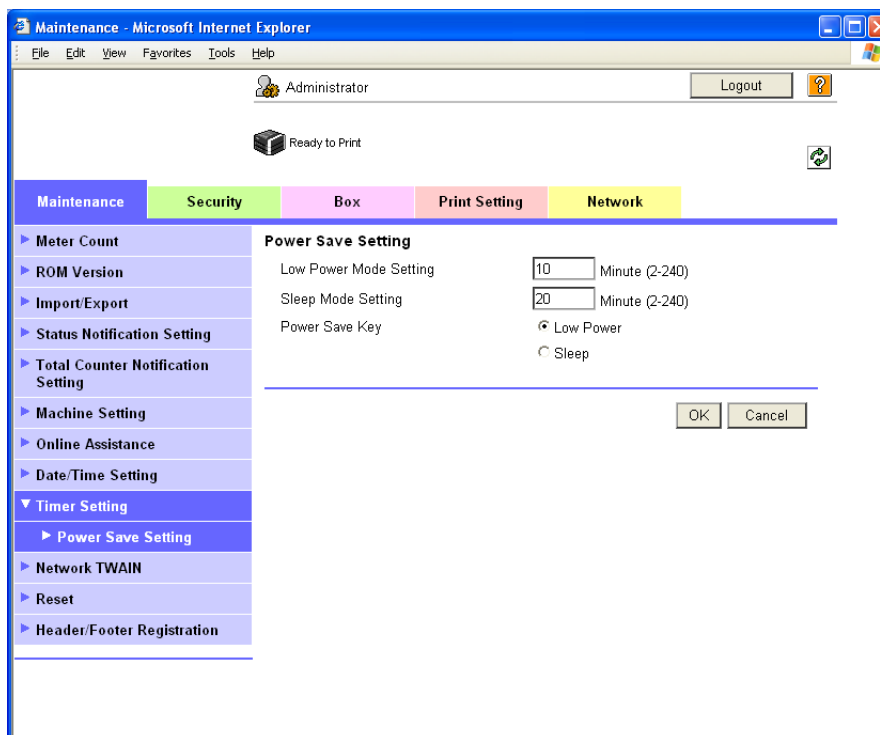 Maintenance - Microsoft Internet Explorer
File Edit View Favorites Tools Help
Administrator
Logout
?
Ready to Print
Maintenance Security Box Print Setting Network
Meter Count
ROM Version
Import/Export
Status Notification Setting
Total Counter Notification
Setting
Machine Setting
Online Assistance
Date/Time Setting
Timer Setting
Power Save Setting
Network TWAIN
Reset
Header/Footer Registration
Power Save Setting
Low Power Mode Setting 10 Minute (2-240)
Sleep Mode Setting 20 Minute (2-240)
Power Save Key Low Power
Sleep
OK Cancel